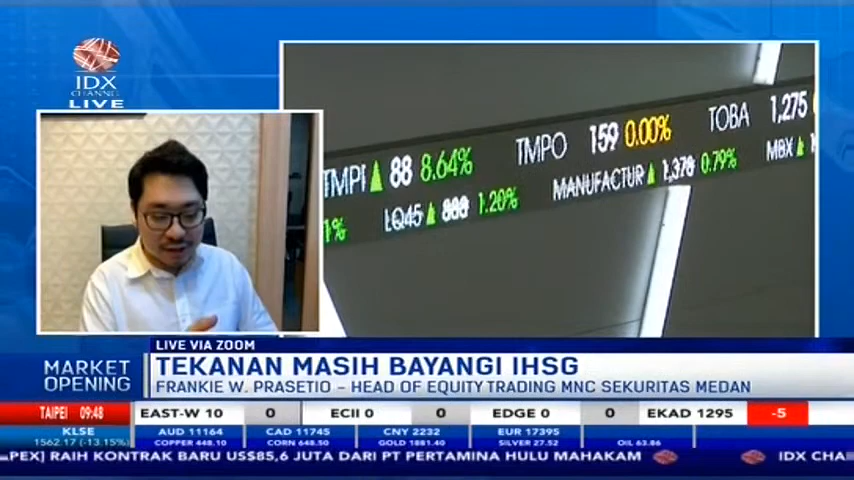 IDX
CHANNEL
LIVE
TMPI ▲ 88 8.64%
TMPO 159 0.00%
TOBA 1,275
1%
LQ45 ▲ 888 1.20%
MANUFACTUR ▲ 1,378 0.79%
MBX ▲
LIVE VIA ZOOM
MARKET
OPENING
TEKANAN MASIH BAYANGI IHSG
FRANKIE W. PRASETIO – HEAD OF EQUITY TRADING MNC SEKURITAS MEDAN
TAIPEI 09:48
EAST-W 10 0 ECII 0 0 EDGE 0 0 EKAD 1295 -5
KLSE
1562.17 (-13.15%)
AUD 11164 CAD 11745 CNY 2232 EUR 17395
COPPER 448.10 CORN 648.50 GOLD 1881.40 SILVER 27.52 OIL 63.86
PEX] RAIH KONTRAK BARU US$85,6 JUTA DARI PT PERTAMINA HULU MAHAKAM IDX CHA